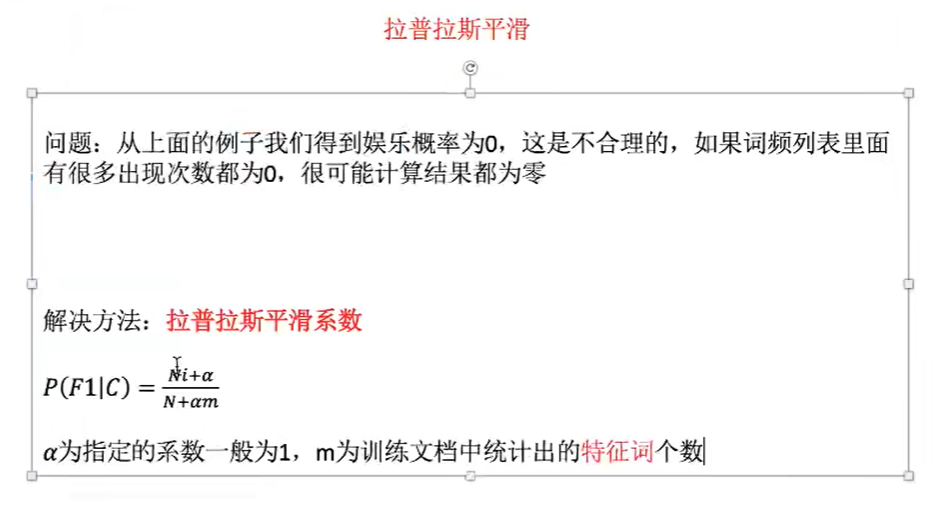 拉普拉斯平滑
问题：从上面的例子我们得到娱乐概率为0，这是不合理的，如果词频列表里面
有很多出现次数都为0，很可能计算结果都为零
解决方法：拉普拉斯平滑系数
P(F1|C) = (Ni+α)/(N+αm)
α为指定的系数一般为1，m为训练文档中统计出的特征词个数